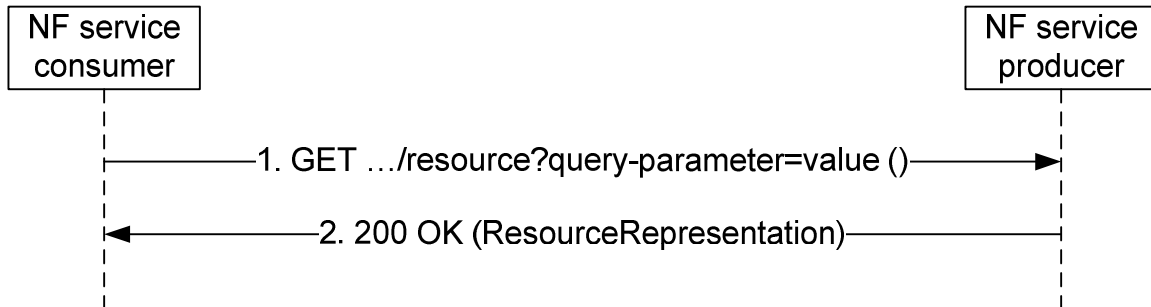 NF service
consumer
NF service
producer
1. GET …/resource?query-parameter=value ()
2. 200 OK (ResourceRepresentation)